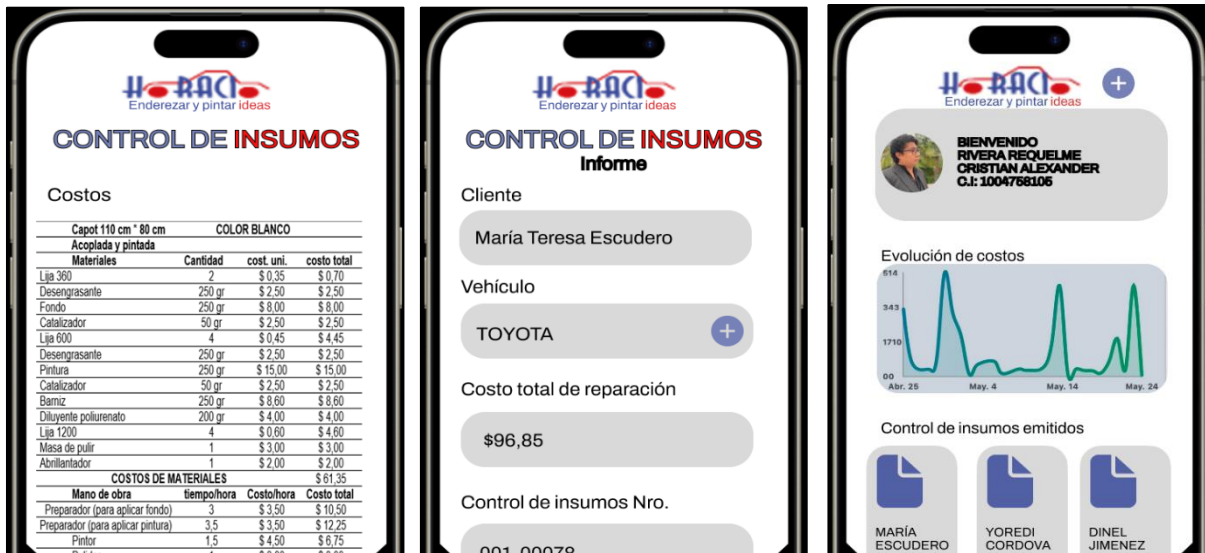 HORACIO
Enderezar y pintar ideas
CONTROL DE INSUMOS
Costos
Capot 110 cm * 80 cm COLOR BLANCO
Acoplada y pintada
Materiales Cantidad cost. uni. costo total
Lija 360 2 $ 0,35 $ 0,70
Desengrasante 250 gr $ 2,50 $ 2,50
Fondo 250 gr $ 8,00 $ 8,00
Catalizador 50 gr $ 2,50 $ 2,50
Lija 600 4 $ 0,45 $ 4,45
Desengrasante 250 gr $ 2,50 $ 2,50
Pintura 250 gr $ 15,00 $ 15,00
Catalizador 50 gr $ 2,50 $ 2,50
Barniz 250 gr $ 8,60 $ 8,60
Diluyente poliurenato 200 gr $ 4,00 $ 4,00
Lija 1200 4 $ 0,60 $ 4,60
Masa de pulir 1 $ 3,00 $ 3,00
Abrillantador 1 $ 2,00 $ 2,00
COSTOS DE MATERIALES $ 61,35
Mano de obra tiempo/hora Costo/hora Costo total
Preparador (para aplicar fondo) 3 $ 3,50 $ 10,50
Preparador (para aplicar pintura) 3,5 $ 3,50 $ 12,25
Pintor 1,5 $ 4,50 $ 6,75
HORACIO
Enderezar y pintar ideas
CONTROL DE INSUMOS
Informe
Cliente
María Teresa Escudero
Vehículo
TOYOTA
Costo total de reparación
$96,85
Control de insumos Nro.
001-00078
HORACIO
Enderezar y pintar ideas
BIENVENIDO
RIVERA REQUELME
CRISTIAN ALEXANDER
C.I: 1004758105
Evolución de costos
514
343
1710
00
Abr. 25 May. 4 May. 14 May. 24
Control de insumos emitidos
MARÍA
ESCUDERO
YOREDI
CORDOVA
DINEL
JIMENEZ